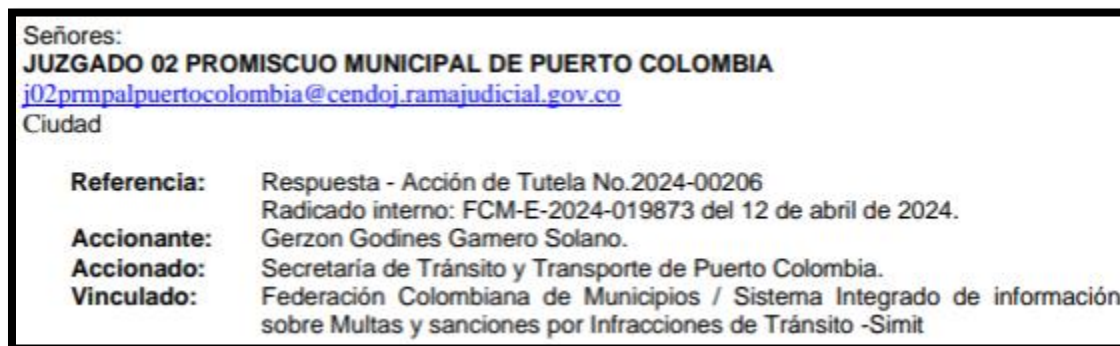 Señores:
JUZGADO 02 PROMISCUO MUNICIPAL DE PUERTO COLOMBIA
j02prmpalpuertocolombia@cendoj.ramajudicial.gov.co
Ciudad
Referencia: Respuesta - Acción de Tutela No.2024-00206
Radicado interno: FCM-E-2024-019873 del 12 de abril de 2024.
Accionante: Gerzon Godines Gamero Solano.
Accionado: Secretaría de Tránsito y Transporte de Puerto Colombia.
Vinculado: Federación Colombiana de Municipios / Sistema Integrado de información
sobre Multas y sanciones por Infracciones de Tránsito -Simit